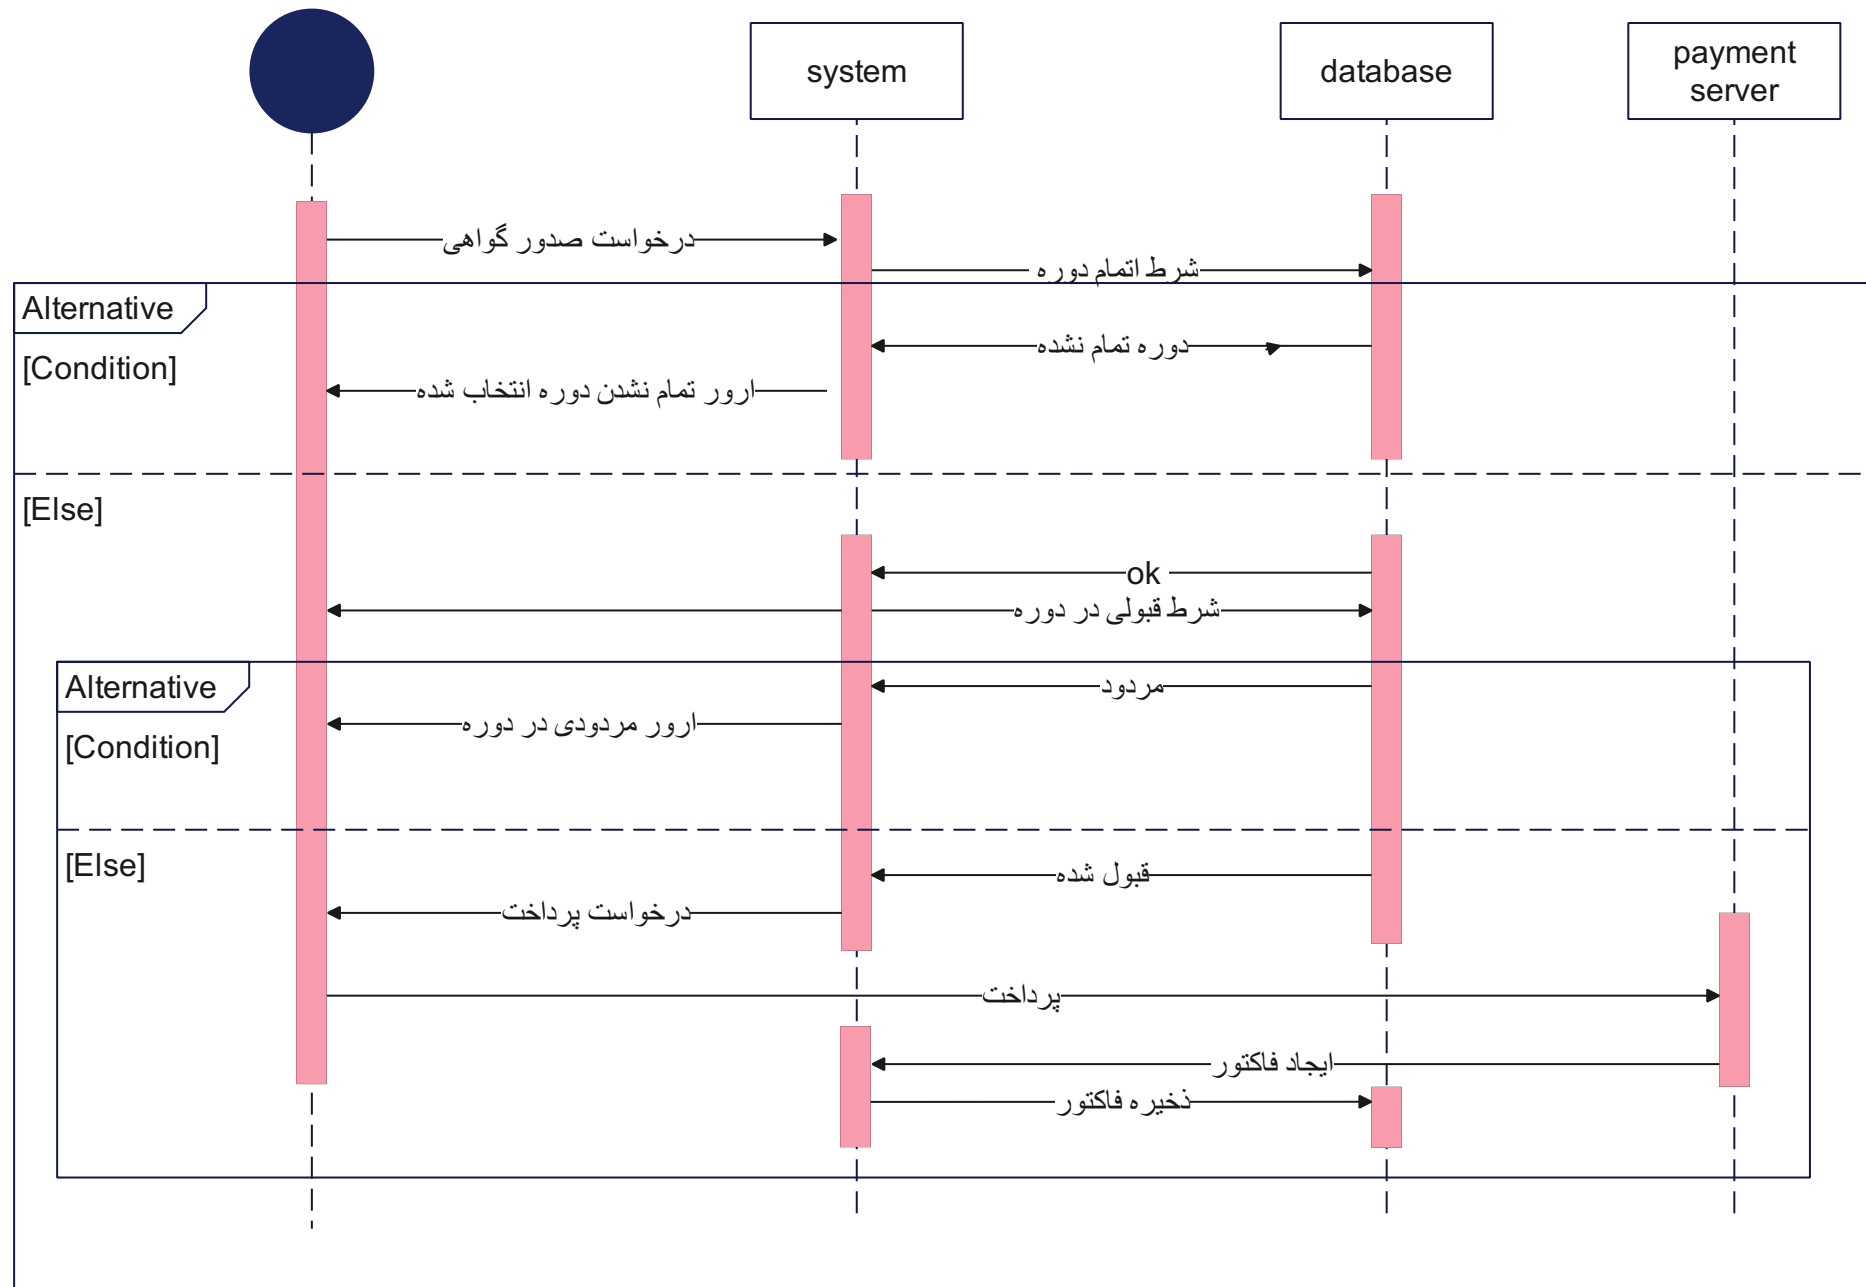 system
database
payment
server
درخواست صدور گواهی
شرط اتمام دوره
Alternative
[Condition]
دوره تمام نشده
ارور تمام نشدن دوره انتخاب شده
[Else]
ok
شرط قبولی در دوره
Alternative
[Condition]
مردود
ارور مردودی در دوره
[Else]
قبول شده
درخواست پرداخت
پرداخت
ایجاد فاکتور
ذخیره فاکتور